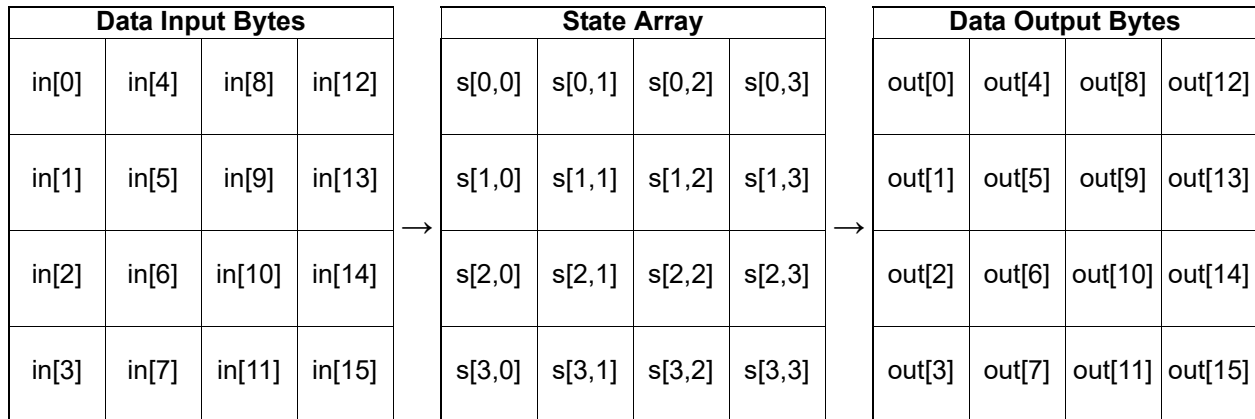 Data Input Bytes State Array Data Output Bytes
in[0] in[4] in[8] in[12] s[0,0] s[0,1] s[0,2] s[0,3] out[0] out[4] out[8] out[12]
in[1] in[5] in[9] in[13] s[1,0] s[1,1] s[1,2] s[1,3] out[1] out[5] out[9] out[13]
→ →
in[2] in[6] in[10] in[14] s[2,0] s[2,1] s[2,2] s[2,3] out[2] out[6] out[10] out[14]
in[3] in[7] in[11] in[15] s[3,0] s[3,1] s[3,2] s[3,3] out[3] out[7] out[11] out[15]